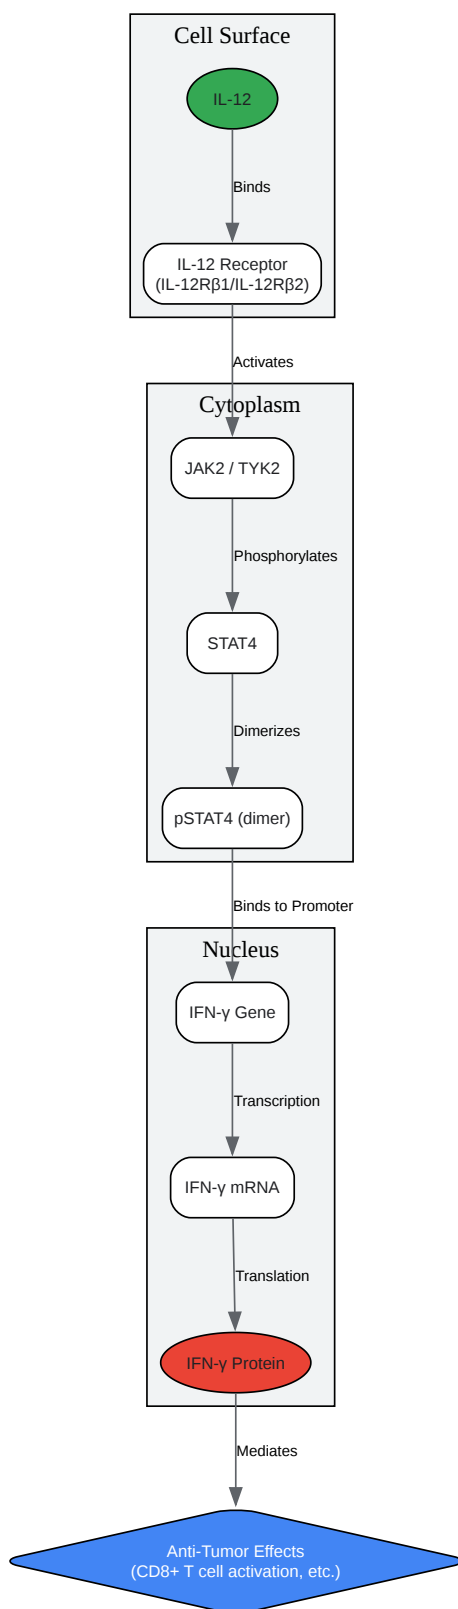 Cell Surface
IL-12
Binds
IL-12 Receptor
(IL-12Rβ1/IL-12Rβ2)
Activates
Cytoplasm
JAK2 / TYK2
Phosphorylates
STAT4
Dimerizes
pSTAT4 (dimer)
Binds to Promoter
Nucleus
IFN-γ Gene
Transcription
IFN-γ mRNA
Translation
IFN-γ Protein
Mediates
Anti-Tumor Effects
(CD8+ T cell activation, etc.)